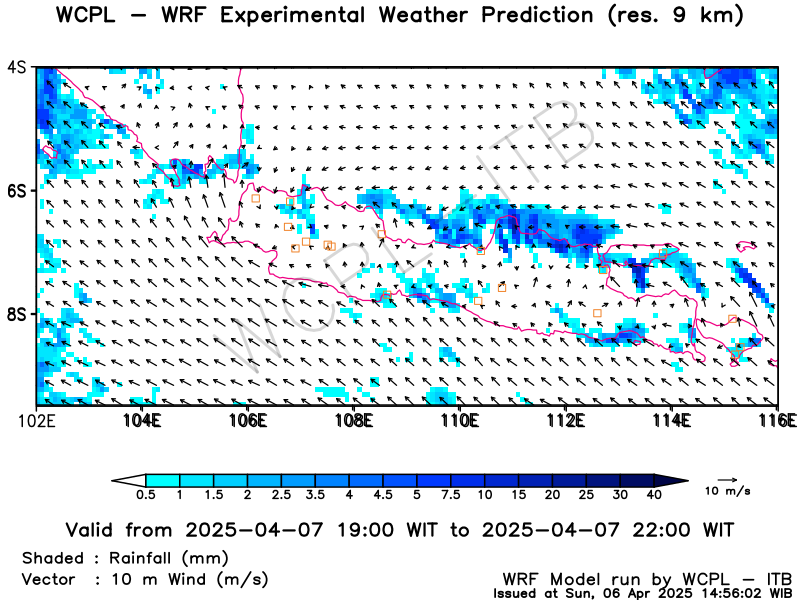 WCPL – WRF Experimental Weather Prediction (res. 9 km)
4S
6S
8S
WCPL ITB
102E 104E 106E 108E 110E 112E 114E 116E
0.5 1 1.5 2 2.5 3.5 4 4.5 5 7.5 10 15 20 25 30 40
10 m/s
Valid from 2025–04–07 19:00 WIT to 2025–04–07 22:00 WIT
Shaded : Rainfall (mm)
Vector : 10 m Wind (m/s)
WRF Model run by WCPL – ITB
Issued at Sun, 06 Apr 2025 14:56:02 WIB